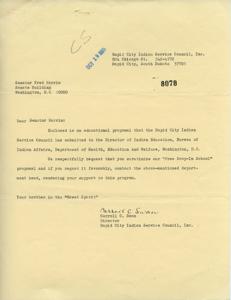 Rapid City Indian Service Council, Inc.
Rapid City, South Dakota 57701
Senator Fred Harris
Senate Building
Washington, D.C.
8078
Dear Senator Harris:
Enclosed is an educational proposal that the Rapid City Indian
Service Council has submitted to the Director of Indian Education, Bureau of
Indian Affairs, Department of Health, Education and Welfare, Washington, D.C.
We respectfully request that you scrutinize our "Free Drop-In School"
proposal and if you regard it favorably, contact the above-mentioned depart-
ment head, rendering your support to this program.
Your brother in the "Great Spirit"
Director
Rapid City Indian Service Council, Inc.